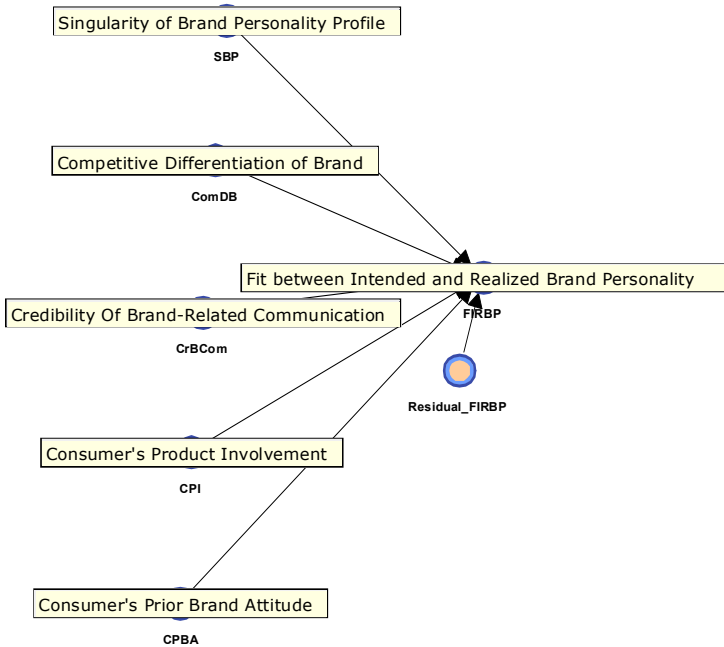 Singularity of Brand Personality Profile
SBP
Competitive Differentiation of Brand
ComDB
Fit between Intended and Realized Brand Personality
FIRBP
Credibility Of Brand-Related Communication
CrBCom
Residual_FIRBP
Consumer's Product Involvement
CPI
Consumer's Prior Brand Attitude
CPBA